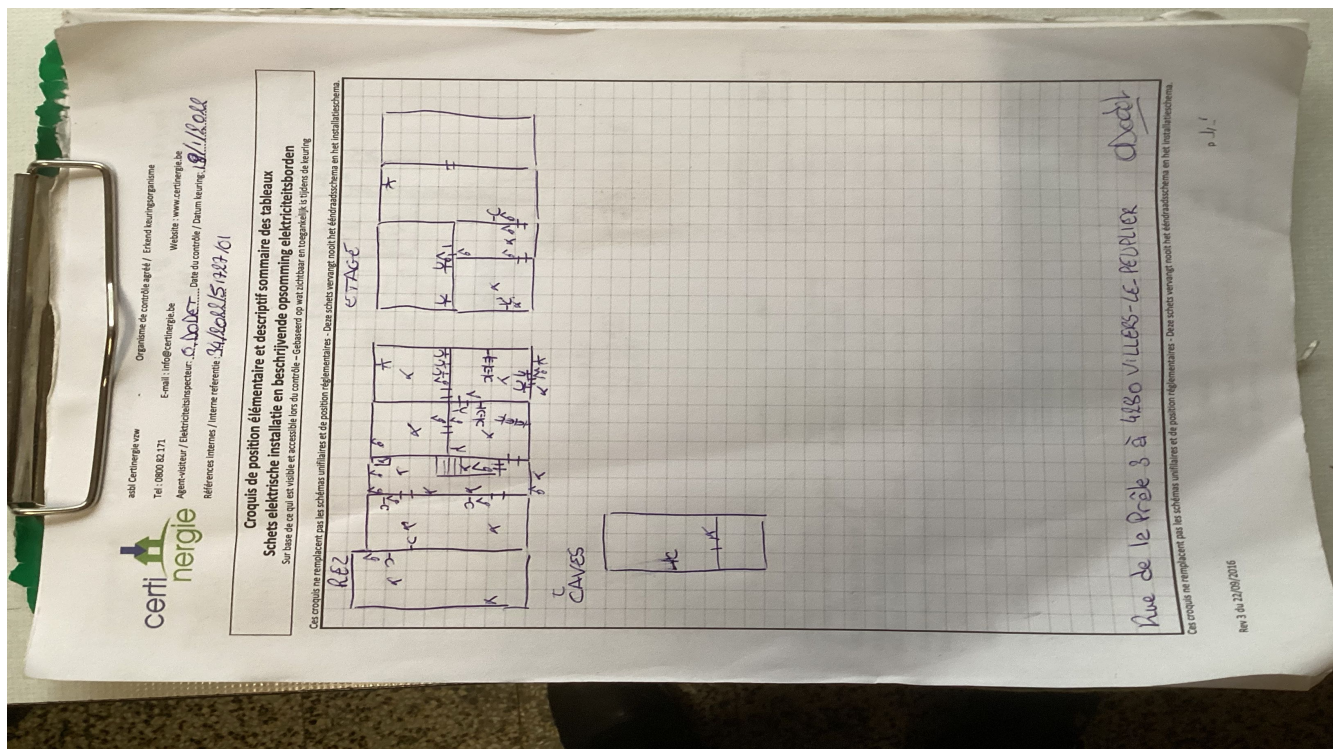 certinergie
asbl Certinergie vzw
Organisme de contrôle agréé / Erkend keuringsorganisme
Tel : 0800 82 171
E-mail : info@certinergie.be
Website : www.certinergie.be
Agent-visiteur / Elektriciteitsinspecteur: O. DODET Date du contrôle / Datum keuring:
Références Internes / Interne referentie : 34/2022/51727/01
Croquis de position élémentaire et descriptif sommaire des tableaux
Schets elektrische installatie en beschrijvende opsomming elektriciteitsborden
Sur base de ce qui est visible et accessible lors du contrôle – Gebaseerd op wat zichtbaar en toegankelijk is tijdens de keuring
Ces croquis ne remplacent pas les schémas unifilaires et de position réglementaires - Deze schets vervangt nooit het ééndraadsschema en het installatieschema.
REZ
ETAGE
CAVES
Rue de le Prêle 3 à 4280 VILLERS-LE-PEUPLIER
Ces croquis ne remplacent pas les schémas unifilaires et de position réglementaires - Deze schets vervangt nooit het ééndraadsschema en het installatieschema.
Rev 3 du 22/09/2016